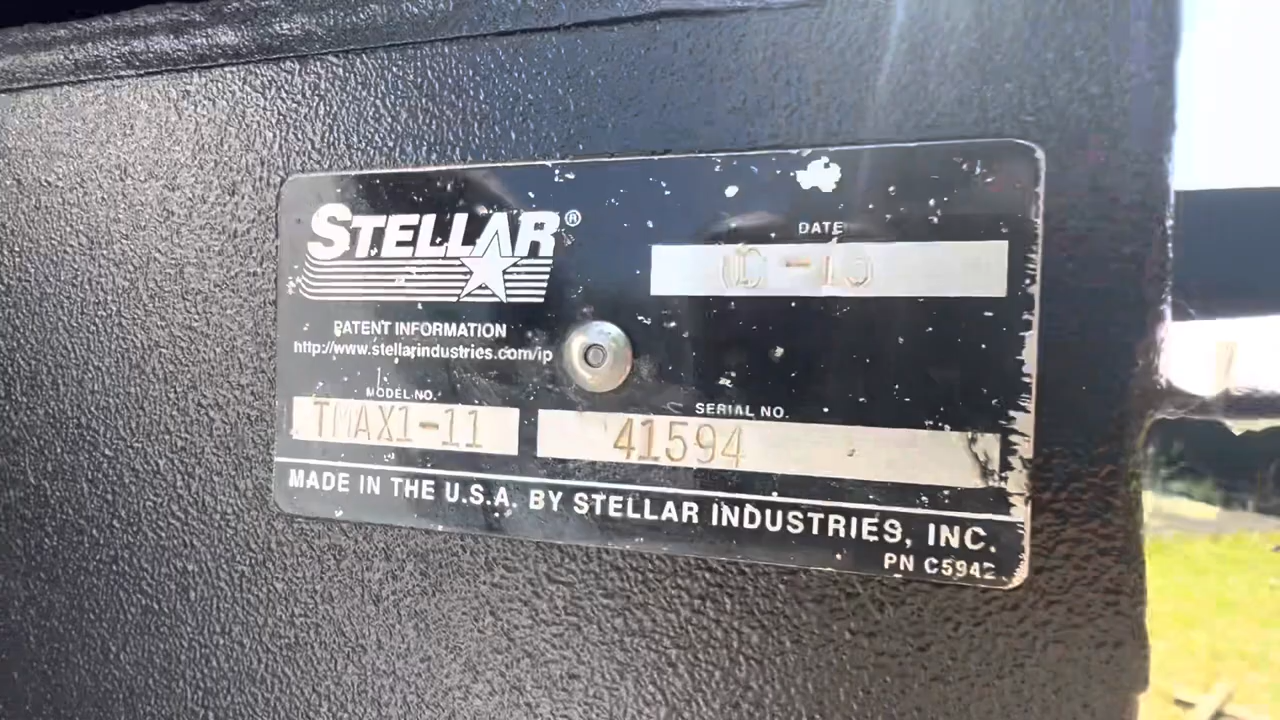 STELLAR®
DATE
PATENT INFORMATION
http://www.stellarindustries.com/ip
MODEL NO.
TMAX1-11
SERIAL NO.
41594
MADE IN THE U.S.A. BY STELLAR INDUSTRIES, INC.
PN C5942